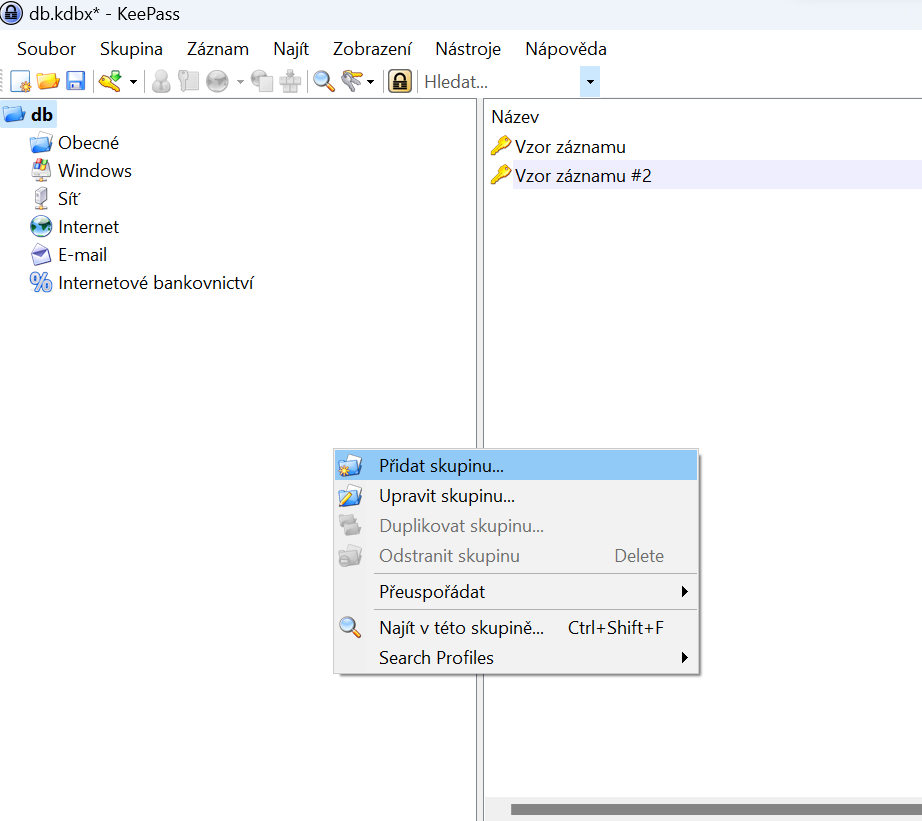 db.kdbx* - KeePass
Soubor Skupina Záznam Najít Zobrazení Nástroje Nápověda
Hledat...
db
Obecné
Windows
Síť
Internet
E-mail
Internetové bankovnictví
Název
Vzor záznamu
Vzor záznamu #2
Přidat skupinu...
Upravit skupinu...
Duplikovat skupinu...
Odstranit skupinu Delete
Přeuspořádat
Najít v této skupině... Ctrl+Shift+F
Search Profiles